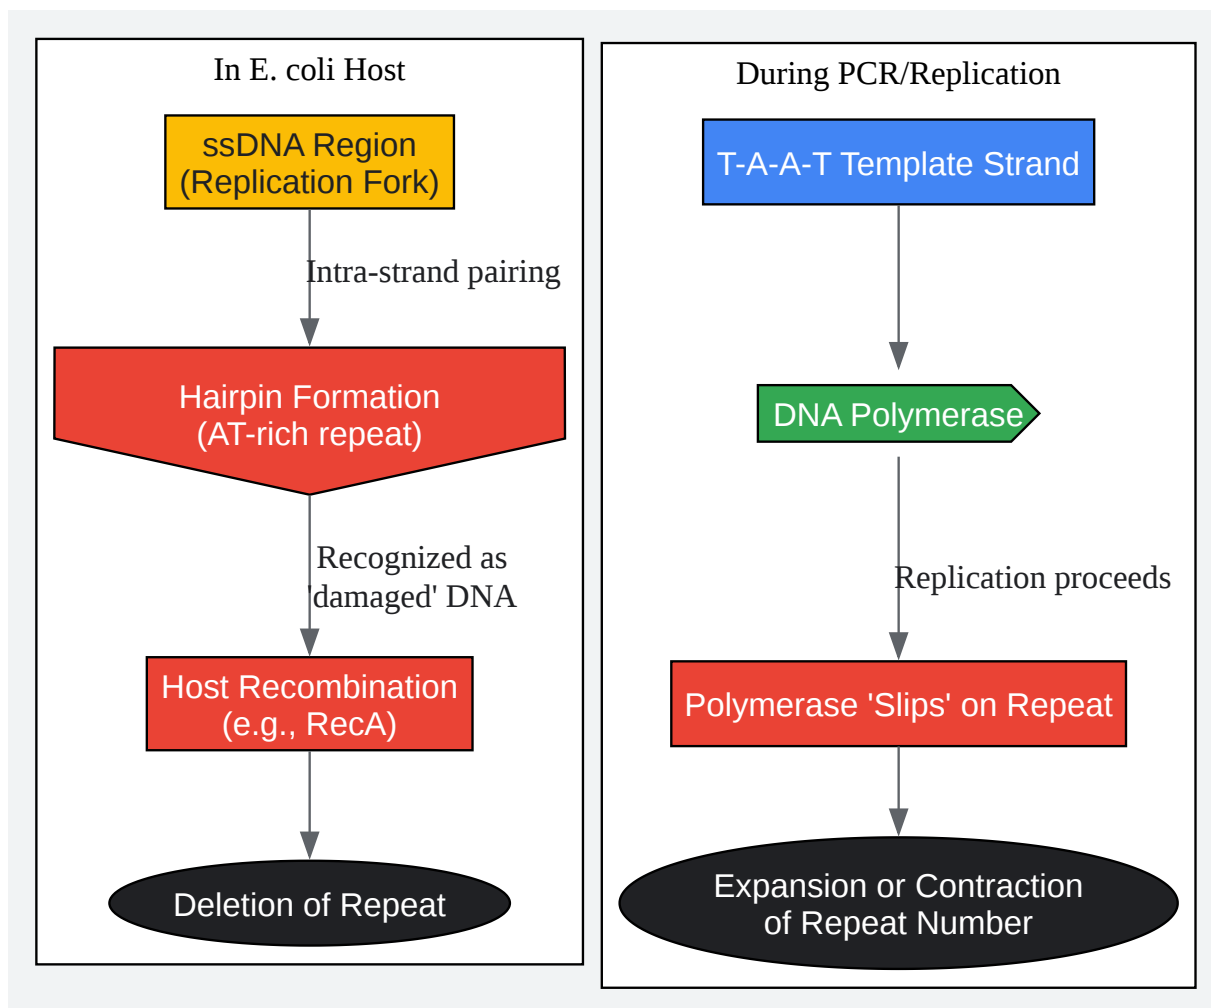 In E. coli Host
ssDNA Region
(Replication Fork)
Intra-strand pairing
Hairpin Formation
(AT-rich repeat)
Recognized as
'damaged' DNA
Host Recombination
(e.g., RecA)
Deletion of Repeat
During PCR/Replication
T-A-A-T Template Strand
DNA Polymerase
Replication proceeds
Polymerase 'Slips' on Repeat
Expansion or Contraction
of Repeat Number